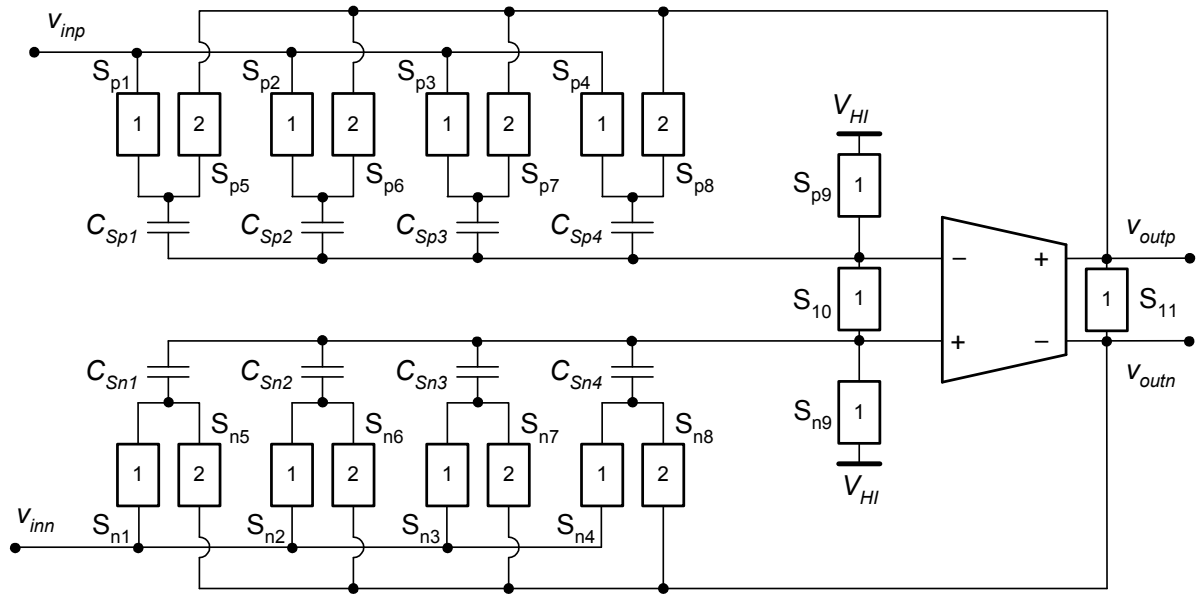 v_inp
S_p1 S_p2 S_p3 S_p4
1 2 1 2 1 2 1 2
S_p5 S_p6 S_p7 S_p8
C_Sp1 C_Sp2 C_Sp3 C_Sp4
V_HI
S_p9 1
− +
v_outp
S_10 1
1 S_11
+ −
v_outn
C_Sn1 C_Sn2 C_Sn3 C_Sn4
S_n5 S_n6 S_n7 S_n8
S_n9 1
1 2 1 2 1 2 1 2
V_HI
v_inn
S_n1 S_n2 S_n3 S_n4